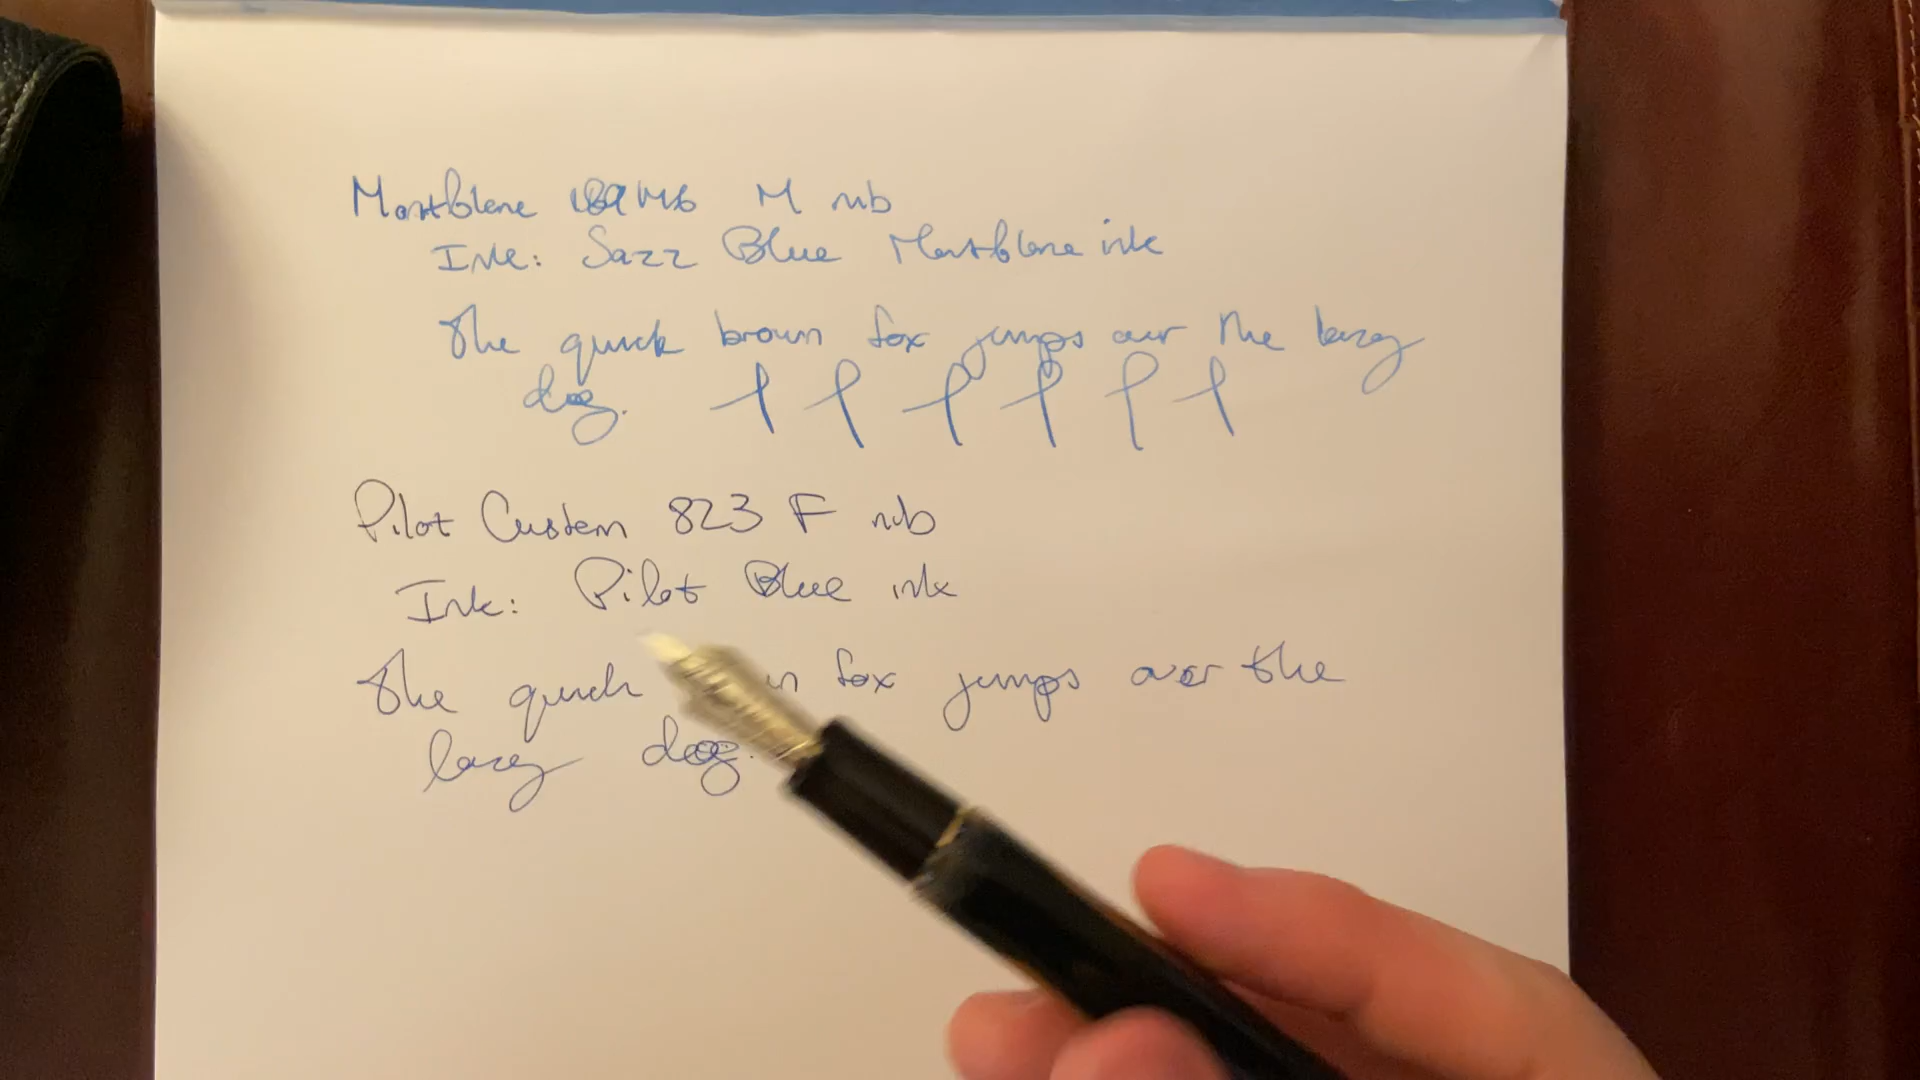 Montblanc M nib
Ink: Jazz Blue Montblanc ink
The quick brown fox jumps over the lazy
dog.
Pilot Custom 823 F nib
Ink: Pilot Blue ink
The quick fox jumps over the
lazy dog.